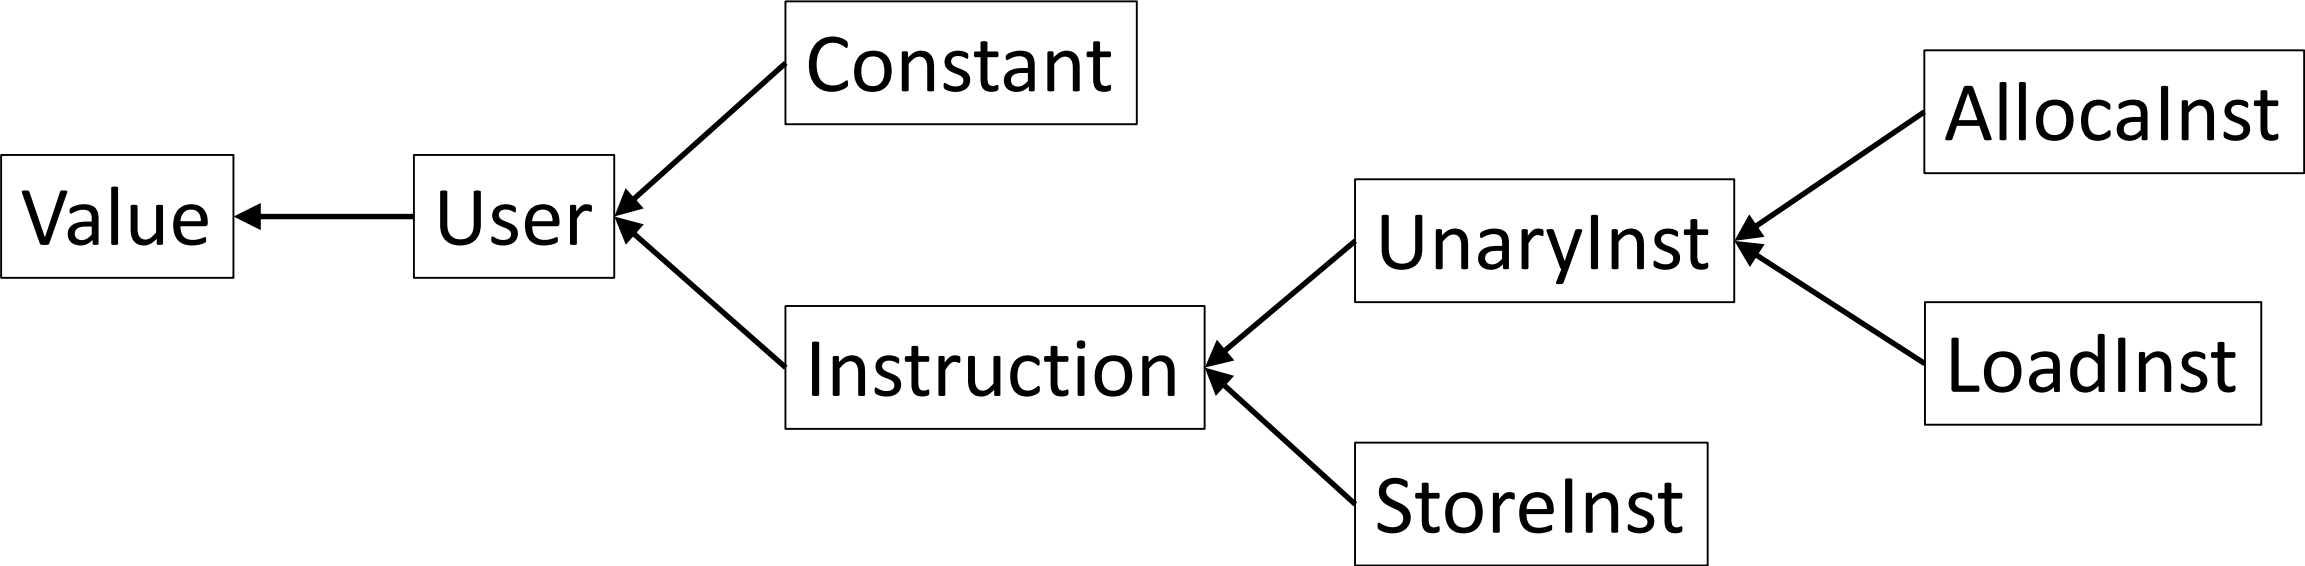 Value
User
Constant
Instruction
UnaryInst
StoreInst
AllocaInst
LoadInst